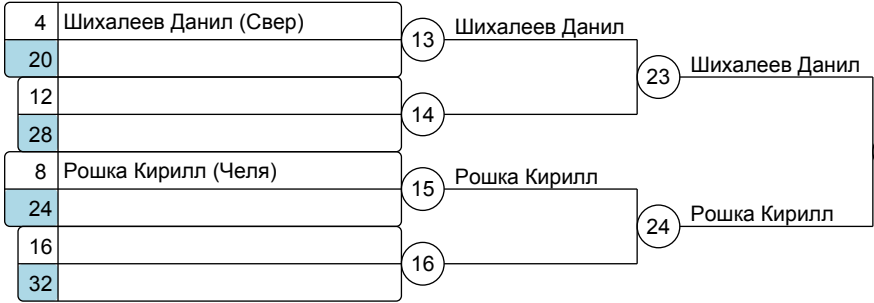 4 Шихалеев Данил (Свер)
20
13 Шихалеев Данил
12
28
14
23 Шихалеев Данил
8 Рошка Кирилл (Челя)
24
15 Рошка Кирилл
16
32
16
24 Рошка Кирилл